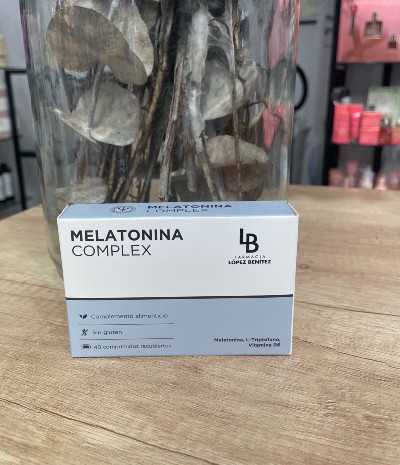 MELATONINA
COMPLEX
MELATONINA
COMPLEX
LB
FARMACIA
LÓPEZ BENÍTEZ
Complemento alimenticio
Sin gluten
40 comprimidos recubiertos
Melatonina, L-Triptófano,
Vitamina B6